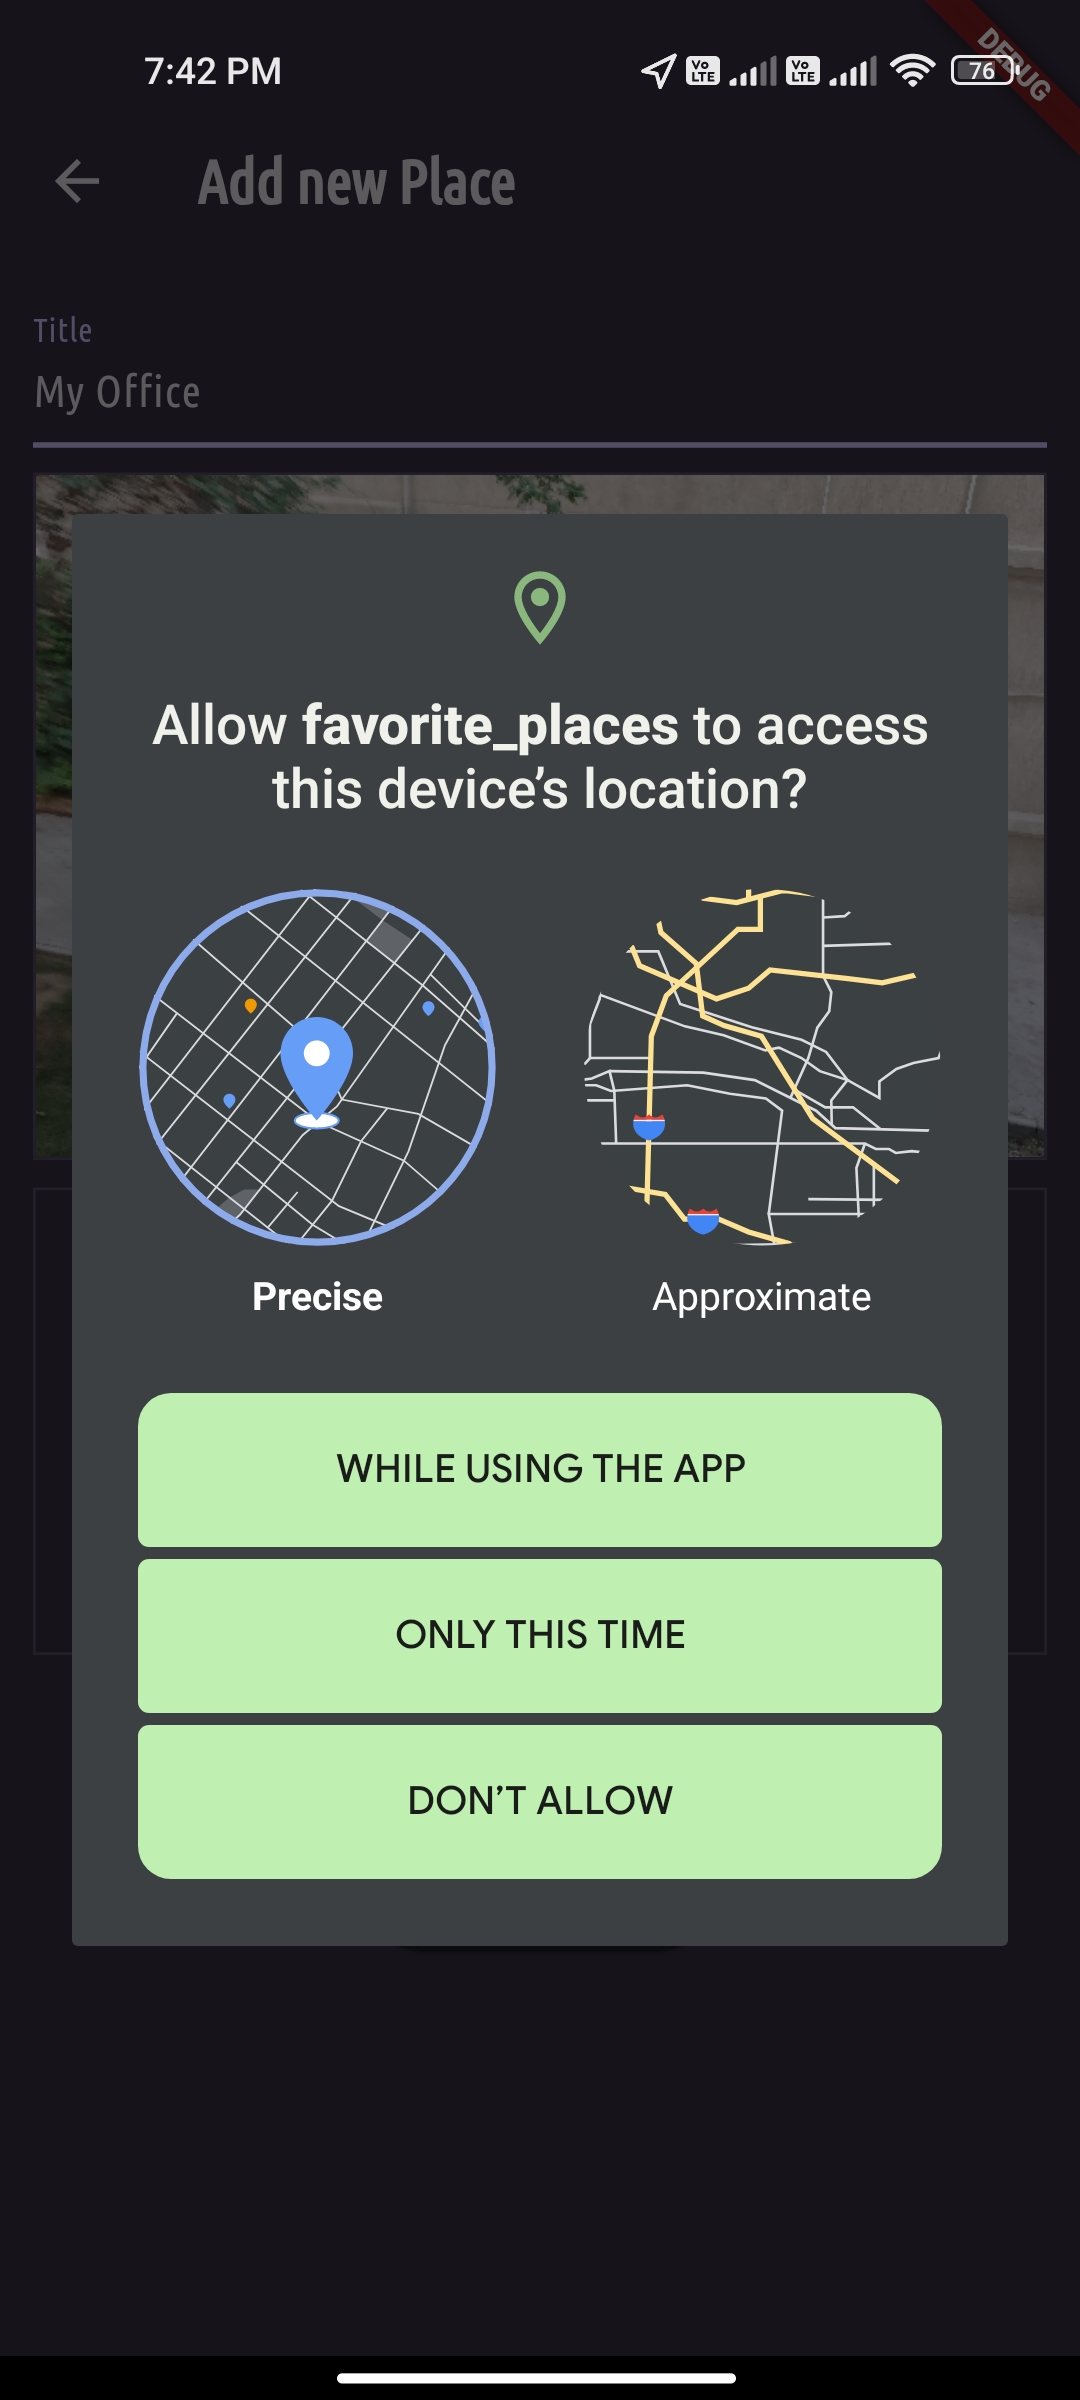 7:42 PM
Vo LTE
Vo LTE
76
DEBUG
Add new Place
Title
My Office
Allow favorite_places to access
this device’s location?
Precise
Approximate
WHILE USING THE APP
ONLY THIS TIME
DON’T ALLOW